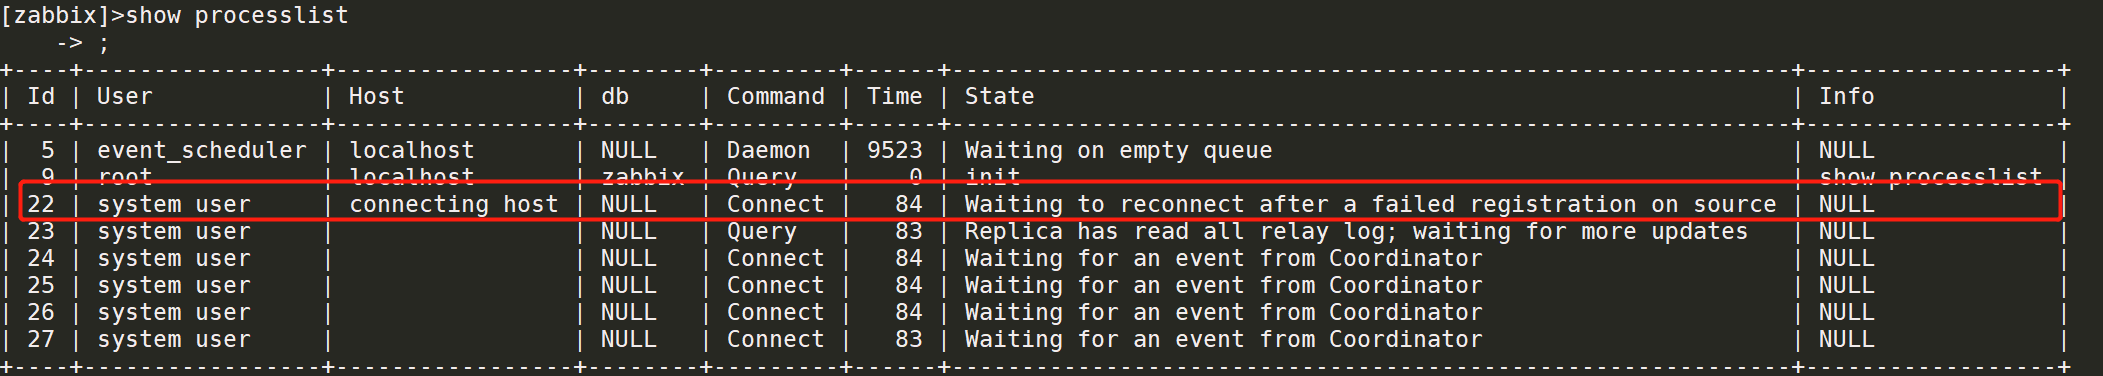 [zabbix]>show processlist
    -> ;
+----+-----------------+-----------------+--------+---------+------+------------------------------------------------------------+------------------+
| Id | User            | Host            | db     | Command | Time | State                                                      | Info             |
+----+-----------------+-----------------+--------+---------+------+------------------------------------------------------------+------------------+
|  5 | event_scheduler | localhost       | NULL   | Daemon  | 9523 | Waiting on empty queue                                     | NULL             |
|  9 | root            | localhost       | zabbix | Query   |    0 | init                                                       | show processlist |
| 22 | system user     | connecting host | NULL   | Connect |   84 | Waiting to reconnect after a failed registration on source | NULL             |
| 23 | system user     |                 | NULL   | Query   |   83 | Replica has read all relay log; waiting for more updates   | NULL             |
| 24 | system user     |                 | NULL   | Connect |   84 | Waiting for an event from Coordinator                      | NULL             |
| 25 | system user     |                 | NULL   | Connect |   84 | Waiting for an event from Coordinator                      | NULL             |
| 26 | system user     |                 | NULL   | Connect |   84 | Waiting for an event from Coordinator                      | NULL             |
| 27 | system user     |                 | NULL   | Connect |   83 | Waiting for an event from Coordinator                      | NULL             |
+----+-----------------+-----------------+--------+---------+------+------------------------------------------------------------+------------------+